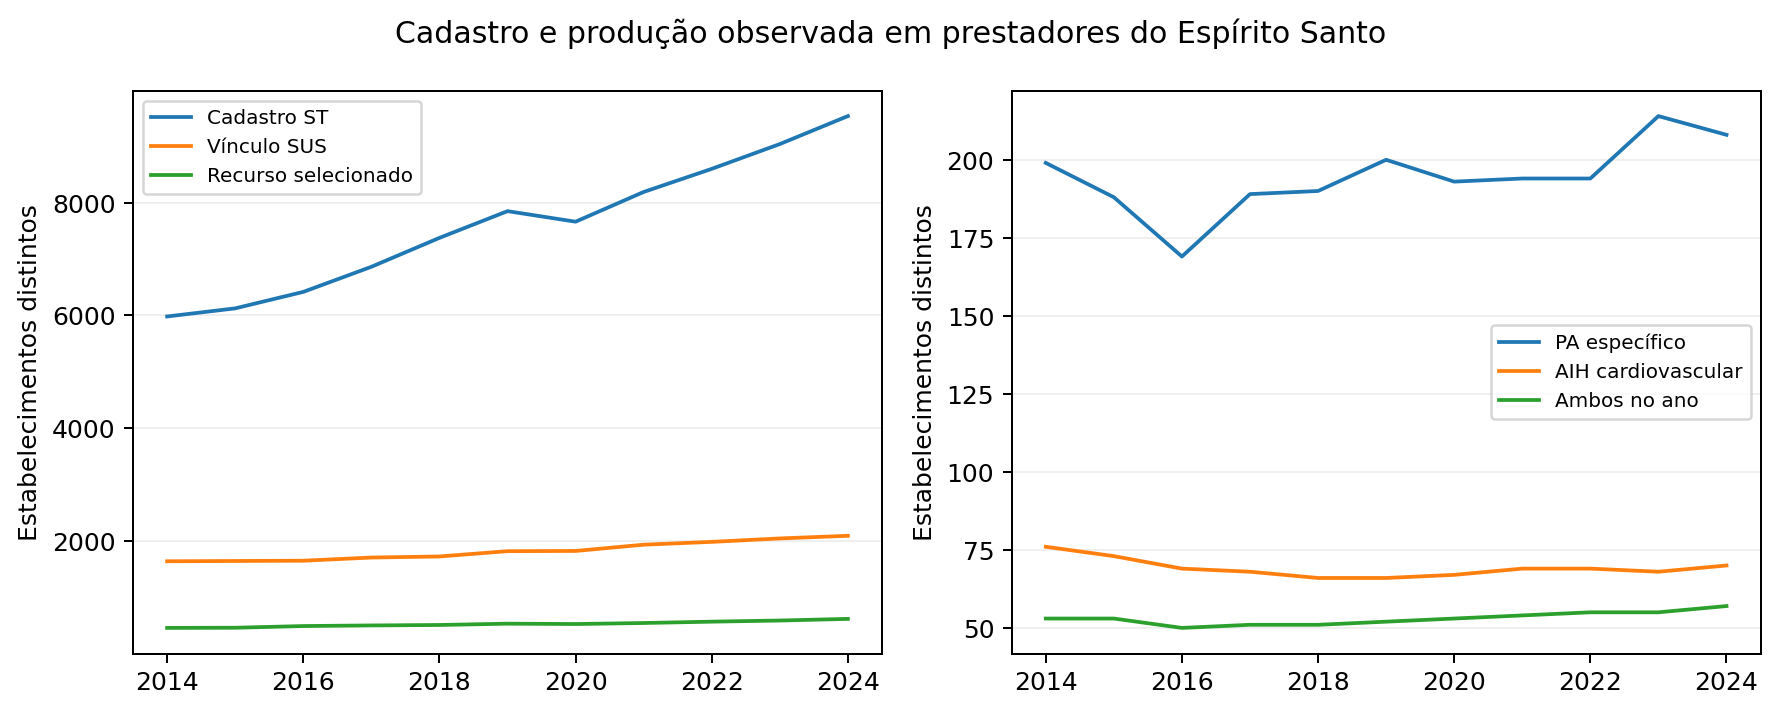 Cadastro e produção observada em prestadores do Espírito Santo
Estabelecimentos distintos
8000
6000
4000
2000
Cadastro ST
Vínculo SUS
Recurso selecionado
2014 2016 2018 2020 2022 2024
Estabelecimentos distintos
200
175
150
125
100
75
50
PA específico
AIH cardiovascular
Ambos no ano
2014 2016 2018 2020 2022 2024